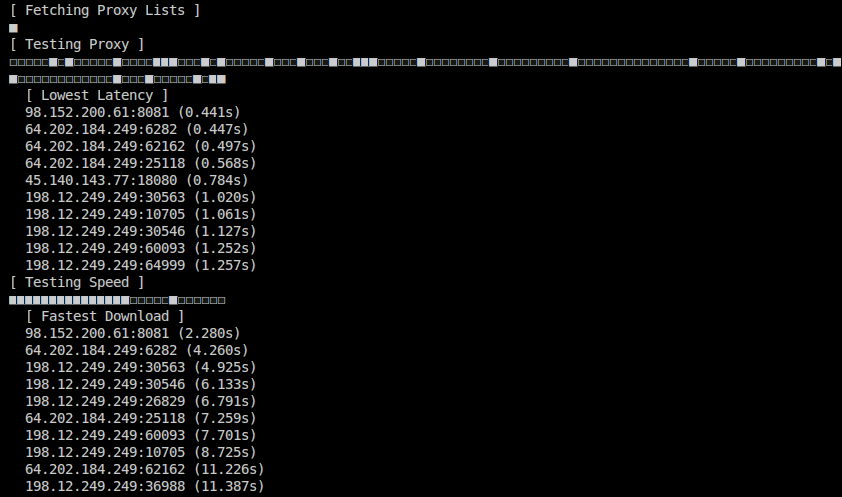 [ Fetching Proxy Lists ]
[ Testing Proxy ]
[ Lowest Latency ]
98.152.200.61:8081 (0.441s)
64.202.184.249:6282 (0.447s)
64.202.184.249:62162 (0.497s)
64.202.184.249:25118 (0.568s)
45.140.143.77:18080 (0.784s)
198.12.249.249:30563 (1.020s)
198.12.249.249:10705 (1.061s)
198.12.249.249:30546 (1.127s)
198.12.249.249:60093 (1.252s)
198.12.249.249:64999 (1.257s)
[ Testing Speed ]
[ Fastest Download ]
98.152.200.61:8081 (2.280s)
64.202.184.249:6282 (4.260s)
198.12.249.249:30563 (4.925s)
198.12.249.249:30546 (6.133s)
198.12.249.249:26829 (6.791s)
64.202.184.249:25118 (7.259s)
198.12.249.249:60093 (7.701s)
198.12.249.249:10705 (8.725s)
64.202.184.249:62162 (11.226s)
198.12.249.249:36988 (11.387s)